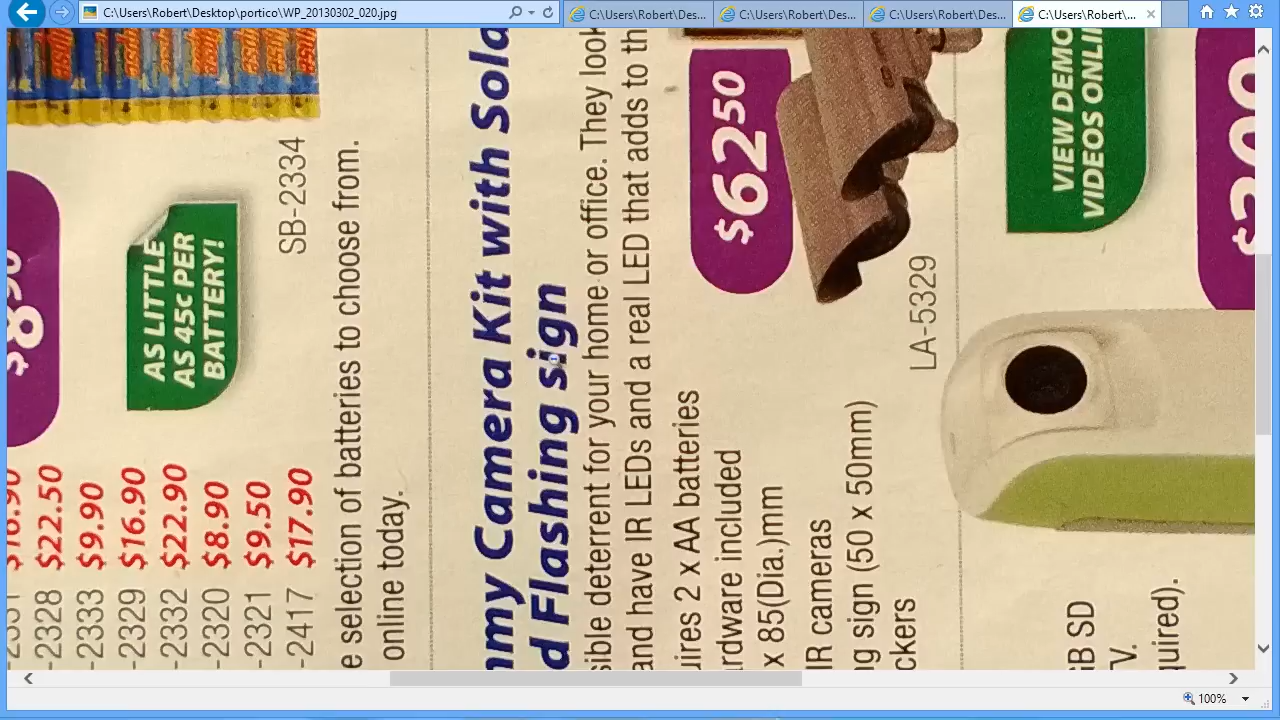 C:\Users\Robert\Desktop\portico\WP_20130302_020.jpg
C:\Users\Robert\Des...
C:\Users\Robert\Des...
C:\Users\Robert\Des...
C:\Users\Robert\...
-2328 $22.50
-2333 $9.90
-2329 $16.90
-2332 $22.90
-2320 $8.90
-2321 $9.50
-2417 $17.90
AS LITTLE
AS 45c PER
BATTERY!
SB-2334
e selection of batteries to choose from.
online today.
my Camera Kit with Sola
d Flashing sign
sible deterrent for your home or office. They look
and have IR LEDs and a real LED that adds to th
uires 2 x AA batteries
rdware included
x 85(Dia.)mm
IR cameras
ng sign (50 x 50mm)
ckers
$6250
LA-5329
VIEW DEMO
VIDEOS ONLI
GB SD
TV.
quired).
100%